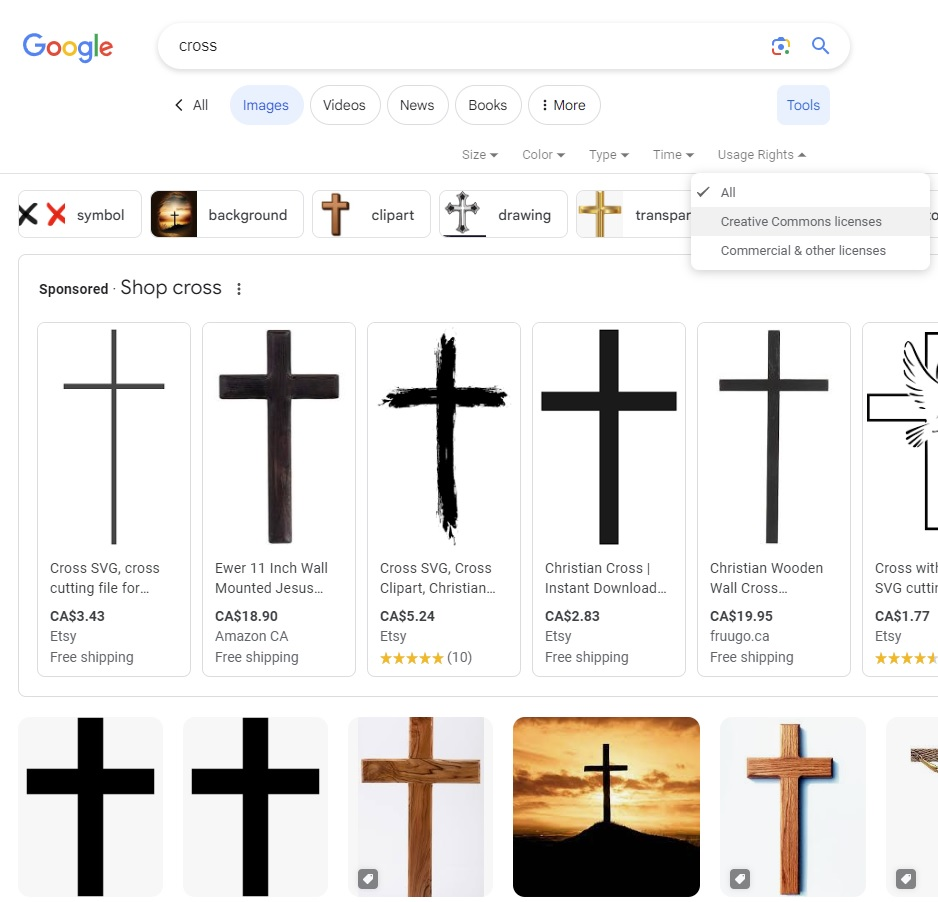 Google
cross
All
Images
Videos
News
Books
More
Tools
Size
Color
Type
Time
Usage Rights
All
Creative Commons licenses
Commercial & other licenses
symbol
background
clipart
drawing
Sponsored · Shop cross
Cross SVG, cross
cutting file for...
CA$3.43
Etsy
Free shipping
Ewer 11 Inch Wall
Mounted Jesus...
CA$18.90
Amazon CA
Free shipping
Cross SVG, Cross
Clipart, Christian...
CA$5.24
Etsy
(10)
Christian Cross |
Instant Download...
CA$2.83
Etsy
Free shipping
Christian Wooden
Wall Cross...
CA$19.95
fruugo.ca
Free shipping
Cross with
SVG
CA$1.77
Etsy